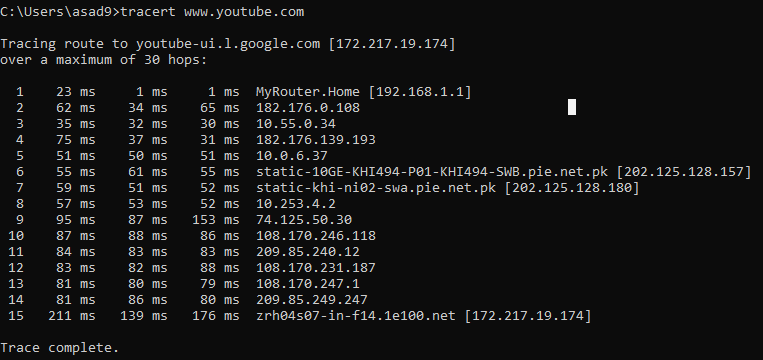 C:\Users\asad9>tracert www.youtube.com
Tracing route to youtube-ui.l.google.com [172.217.19.174]
over a maximum of 30 hops:
1 23 ms 1 ms 1 ms MyRouter.Home [192.168.1.1]
2 62 ms 34 ms 65 ms 182.176.0.108
3 35 ms 32 ms 30 ms 10.55.0.34
4 75 ms 37 ms 31 ms 182.176.139.193
5 51 ms 50 ms 51 ms 10.0.6.37
6 55 ms 61 ms 55 ms static-10GE-KHI494-P01-KHI494-SWB.pie.net.pk [202.125.128.157]
7 59 ms 51 ms 52 ms static-khi-ni02-swa.pie.net.pk [202.125.128.180]
8 57 ms 53 ms 52 ms 10.253.4.2
9 95 ms 87 ms 153 ms 74.125.50.30
10 87 ms 88 ms 86 ms 108.170.246.118
11 84 ms 83 ms 83 ms 209.85.240.12
12 83 ms 82 ms 88 ms 108.170.231.187
13 81 ms 80 ms 79 ms 108.170.247.1
14 81 ms 86 ms 80 ms 209.85.249.247
15 211 ms 139 ms 176 ms zrh04s07-in-f14.1e100.net [172.217.19.174]
Trace complete.